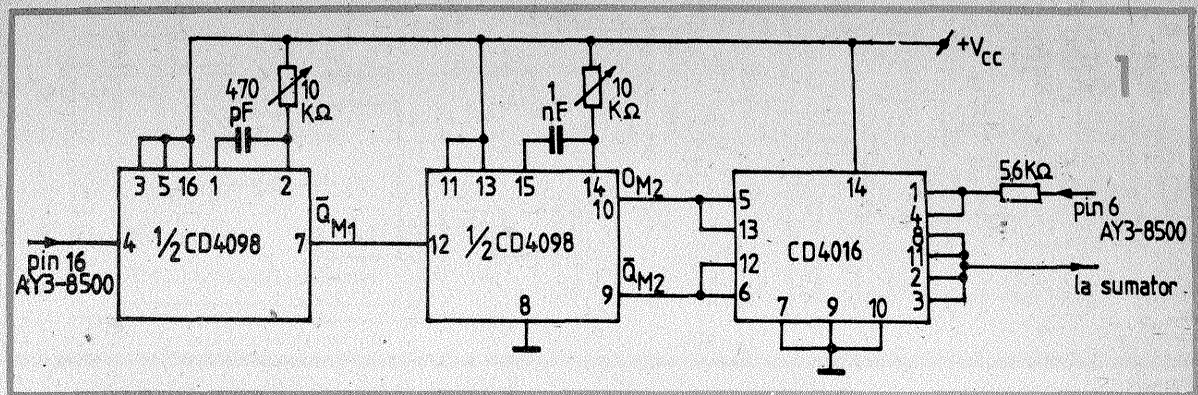 +Vcc
1
470 pF
10 KΩ
1 nF
10 KΩ
3 5 16 1 2
11 13 15 14
14
Q̄M1
OM2
5,6KΩ
pin 16
AY3-8500
4
½CD4098
7
12
½CD4098
10
9
8
Q̄M2
5
13
12
6
CD4016
1
4
8
11
2
3
7 9 10
pin 6
AY3-8500
la sumator